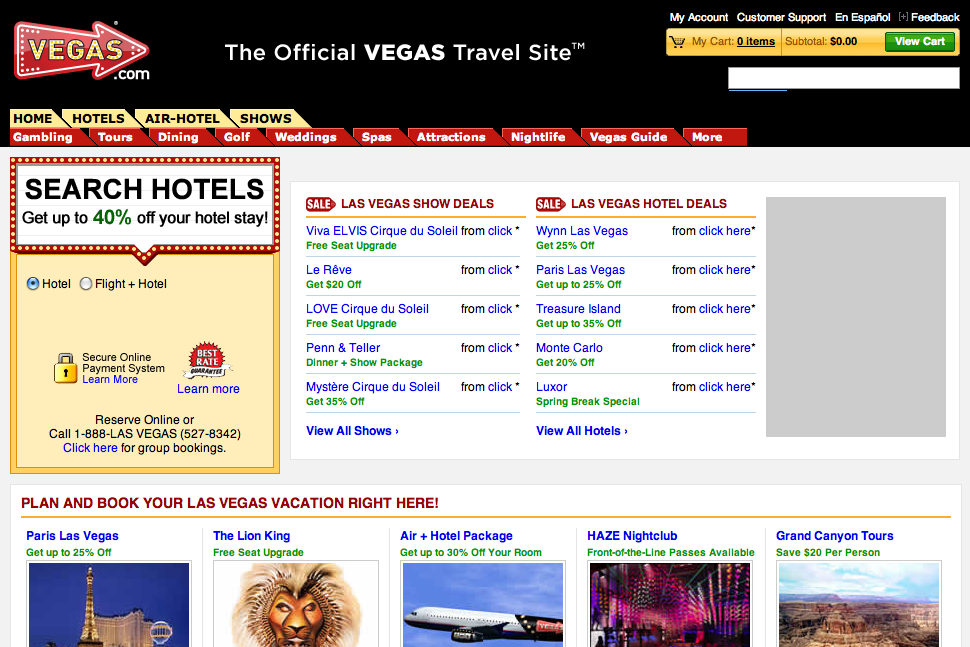 VEGAS
.com
The Official VEGAS Travel Site™
My Account Customer Support En Español [+] Feedback
My Cart: 0 items Subtotal: $0.00 View Cart
HOME HOTELS AIR-HOTEL SHOWS
Gambling Tours Dining Golf Weddings Spas Attractions Nightlife Vegas Guide More
SEARCH HOTELS
Get up to 40% off your hotel stay!
Hotel Flight + Hotel
Secure Online
Payment System
Learn More
BEST
RATE
GUARANTEE
Learn more
Reserve Online or
Call 1-888-LAS VEGAS (527-8342)
Click here for group bookings.
SALE LAS VEGAS SHOW DEALS
Viva ELVIS Cirque du Soleil from click *
Free Seat Upgrade
Le Rêve from click *
Get $20 Off
LOVE Cirque du Soleil from click *
Free Seat Upgrade
Penn & Teller from click *
Dinner + Show Package
Mystère Cirque du Soleil from click *
Get 35% Off
View All Shows ›
SALE LAS VEGAS HOTEL DEALS
Wynn Las Vegas from click here*
Get 25% Off
Paris Las Vegas from click here*
Get up to 25% Off
Treasure Island from click here*
Get up to 35% Off
Monte Carlo from click here*
Get 20% Off
Luxor from click here*
Spring Break Special
View All Hotels ›
PLAN AND BOOK YOUR LAS VEGAS VACATION RIGHT HERE!
Paris Las Vegas
Get up to 25% Off
The Lion King
Free Seat Upgrade
Air + Hotel Package
Get up to 30% Off Your Room
HAZE Nightclub
Front-of-the-Line Passes Available
Grand Canyon Tours
Save $20 Per Person